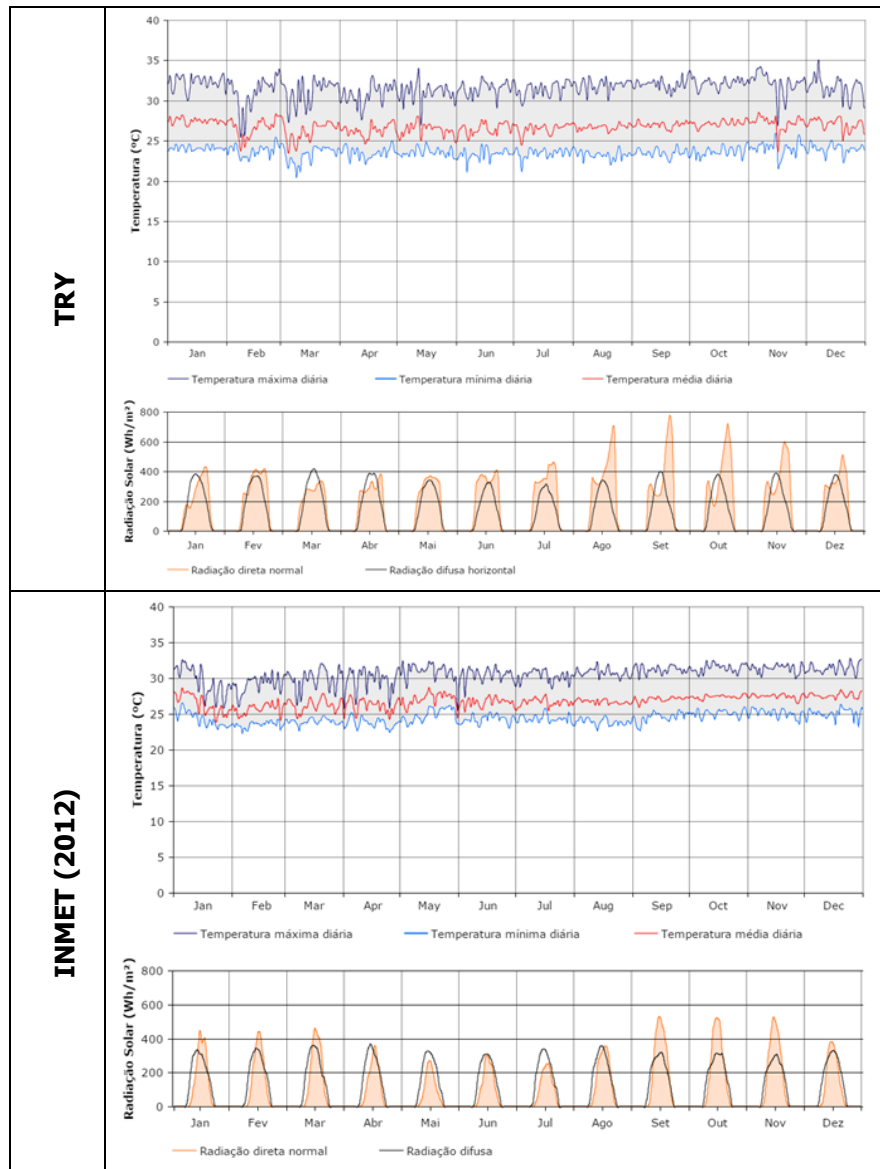 TRY
Temperatura (ºC)
40
35
30
25
20
15
10
5
0
Jan Feb Mar Apr May Jun Jul Aug Sep Oct Nov Dec
Temperatura máxima diária Temperatura mínima diária Temperatura média diária
Radiação Solar (Wh/m²)
800
600
400
200
0
Jan Fev Mar Abr Mai Jun Jul Ago Set Out Nov Dez
Radiação direta normal Radiação difusa horizontal
INMET (2012)
Temperatura (ºC)
40
35
30
25
20
15
10
5
0
Jan Feb Mar Apr May Jun Jul Aug Sep Oct Nov Dec
Temperatura máxima diária Temperatura mínima diária Temperatura média diária
Radiação Solar (Wh/m²)
800
600
400
200
0
Jan Fev Mar Abr Mai Jun Jul Ago Set Out Nov Dez
Radiação direta normal Radiação difusa